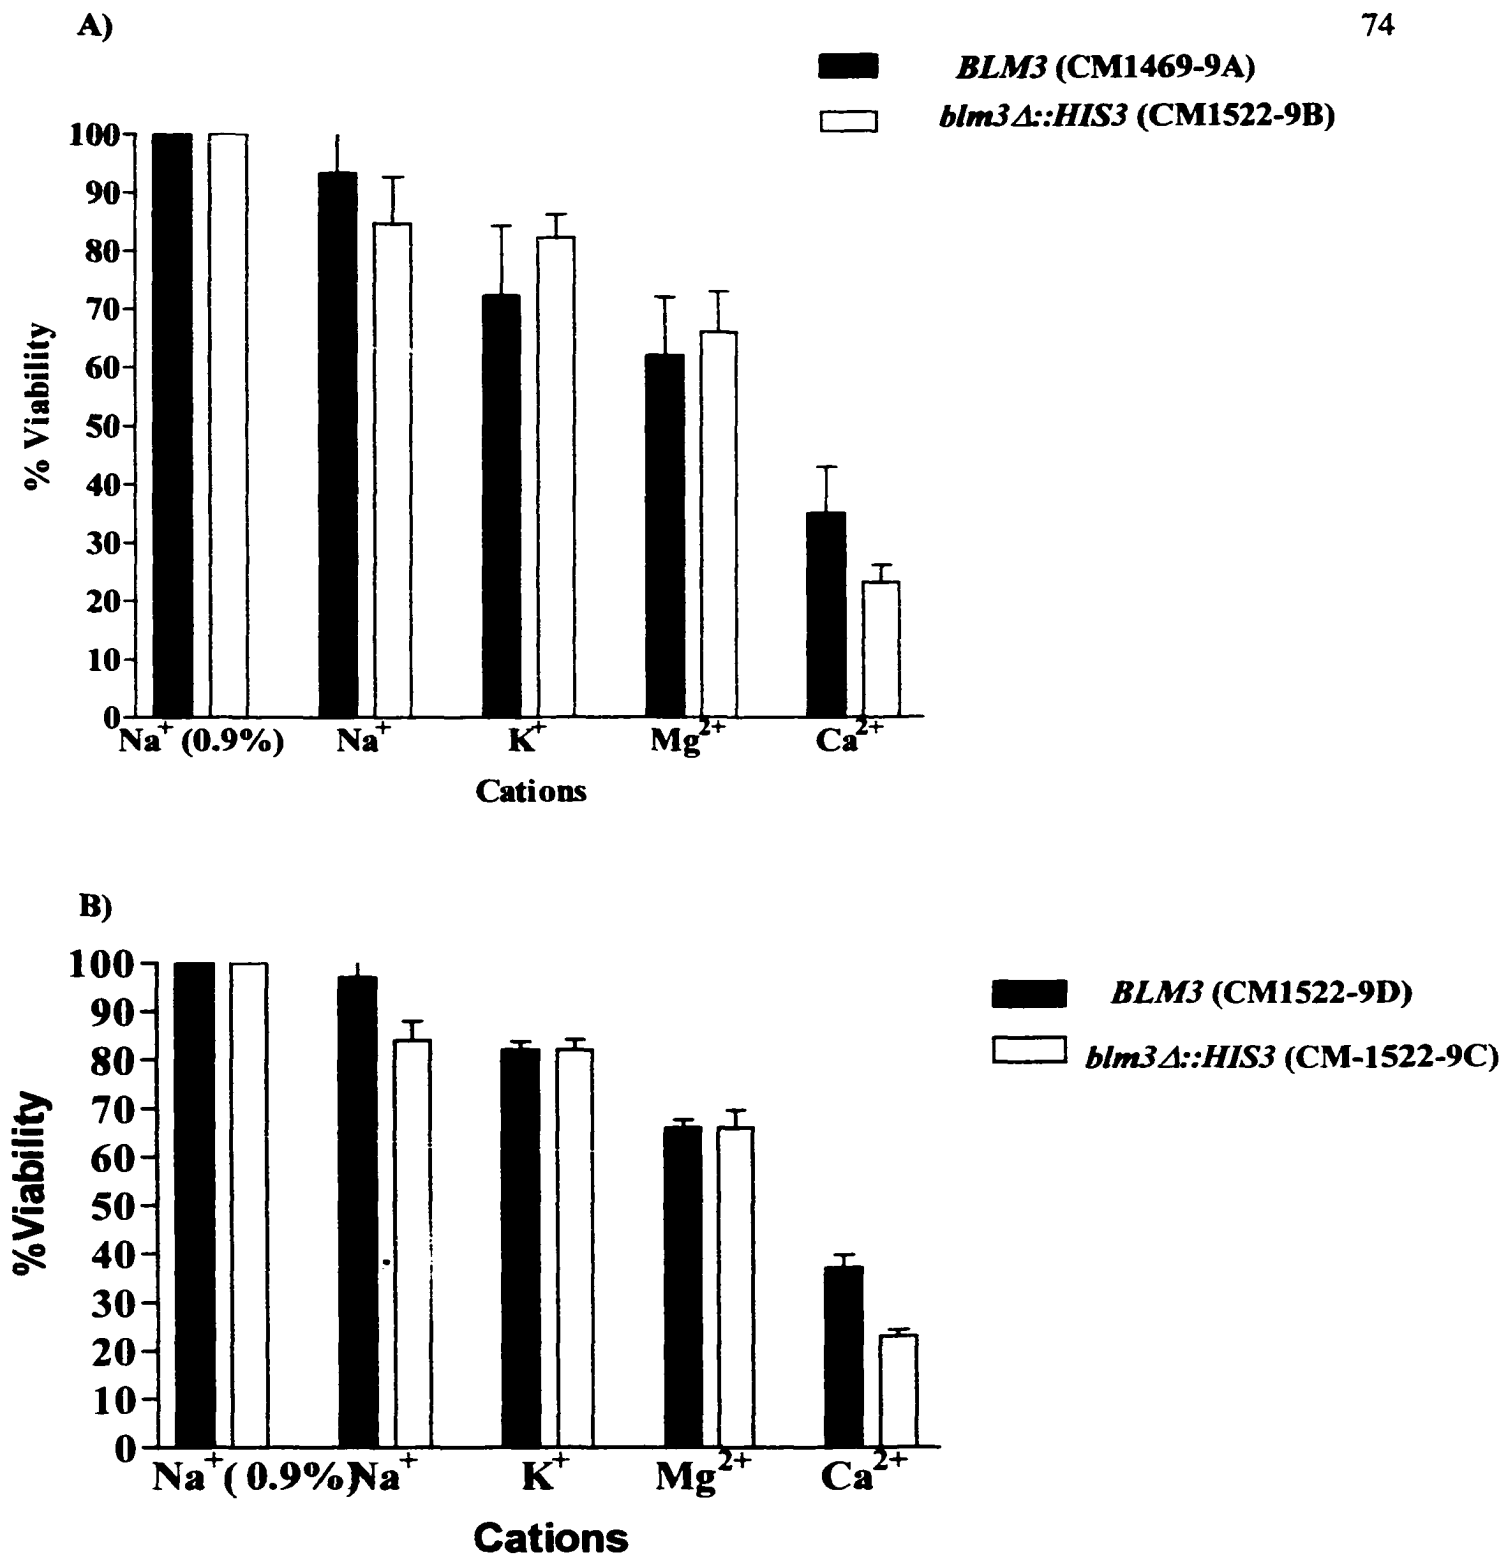 A)
74
BLM3 (CM1469-9A)
blm3Δ::HIS3 (CM1522-9B)
100
90
80
70
60
50
40
30
20
10
0
% Viability
Na⁺ (0.9%) Na⁺ K⁺ Mg²⁺ Ca²⁺
Cations
B)
BLM3 (CM1522-9D)
blm3Δ::HIS3 (CM-1522-9C)
100
90
80
70
60
50
40
30
20
10
0
%Viability
Na⁺( 0.9%)Na⁺ K⁺ Mg²⁺ Ca²⁺
Cations